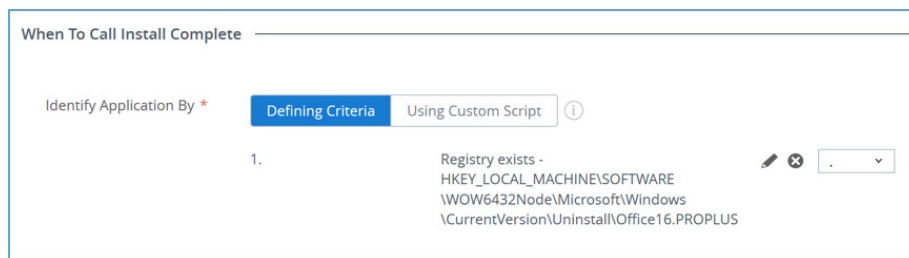 When To Call Install Complete
Identify Application By *
Defining Criteria
Using Custom Script
1.
Registry exists -
HKEY_LOCAL_MACHINE\SOFTWARE
\WOW6432Node\Microsoft\Windows
\CurrentVersion\Uninstall\Office16.PROPLUS
.